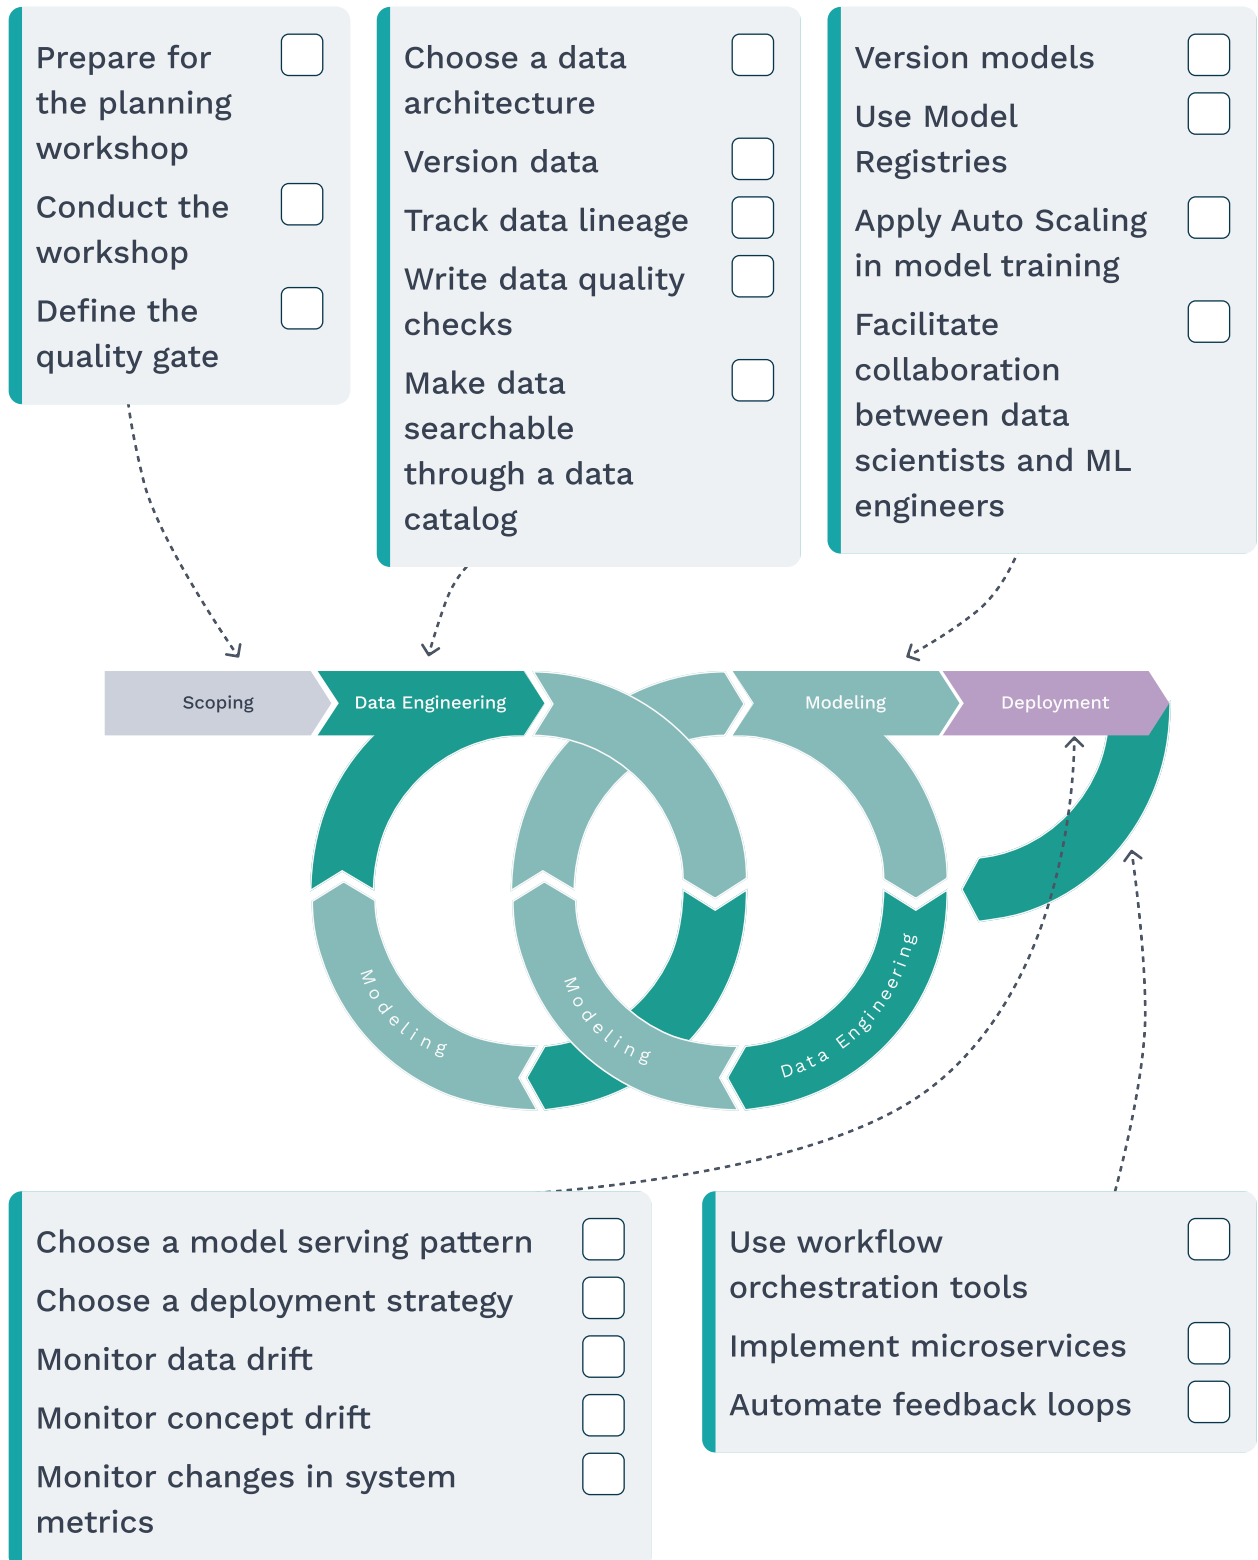 Prepare for
the planning
workshop
Conduct the
workshop
Define the
quality gate
Choose a data
architecture
Version data
Track data lineage
Write data quality
checks
Make data
searchable
through a data
catalog
Version models
Use Model
Registries
Apply Auto Scaling
in model training
Facilitate
collaboration
between data
scientists and ML
engineers
Scoping
Data Engineering
Modeling
Deployment
Modeling
Modeling
Data Engineering
Choose a model serving pattern
Choose a deployment strategy
Monitor data drift
Monitor concept drift
Monitor changes in system
metrics
Use workflow
orchestration tools
Implement microservices
Automate feedback loops